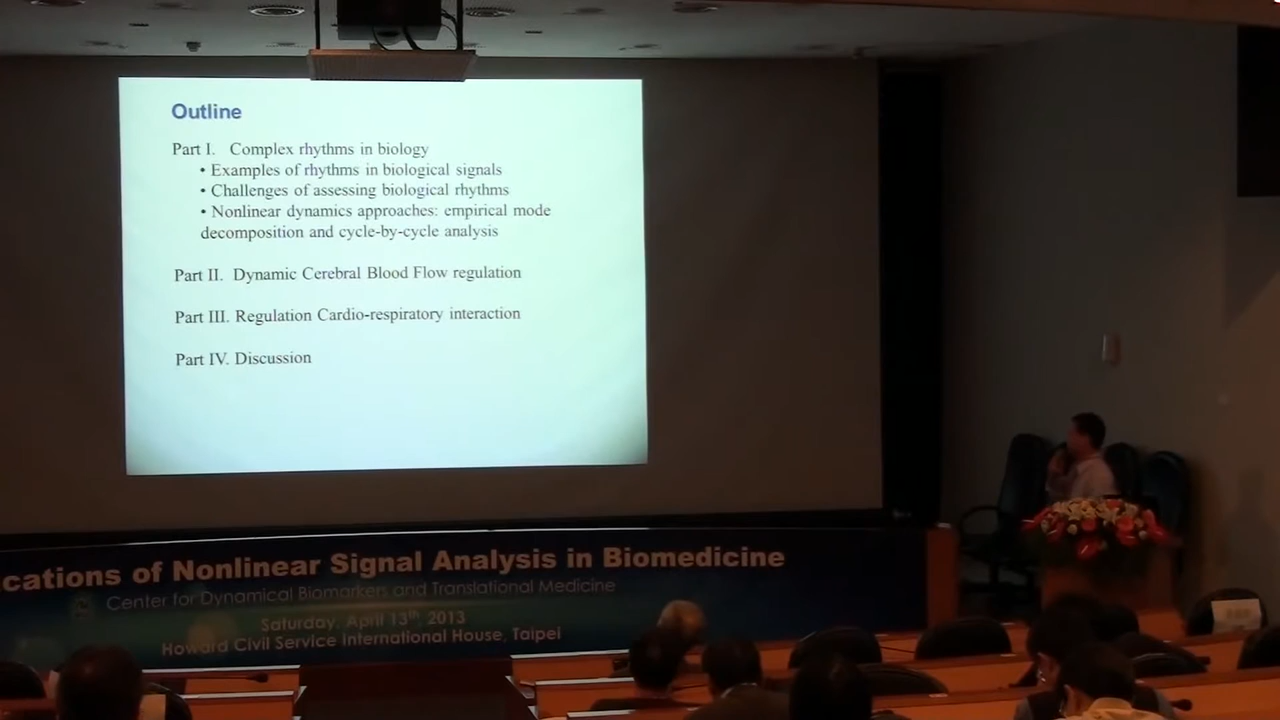 Outline
Part I. Complex rhythms in biology
• Examples of rhythms in biological signals
• Challenges of assessing biological rhythms
• Nonlinear dynamics approaches: empirical mode
decomposition and cycle-by-cycle analysis
Part II. Dynamic Cerebral Blood Flow regulation
Part III. Regulation Cardio-respiratory interaction
Part IV. Discussion
cations of Nonlinear Signal Analysis in Biomedicine
Center for Dynamical Biomarkers and Translational Medicine
Saturday, April 13th, 2013
Howard Civil Service International House, Taipei